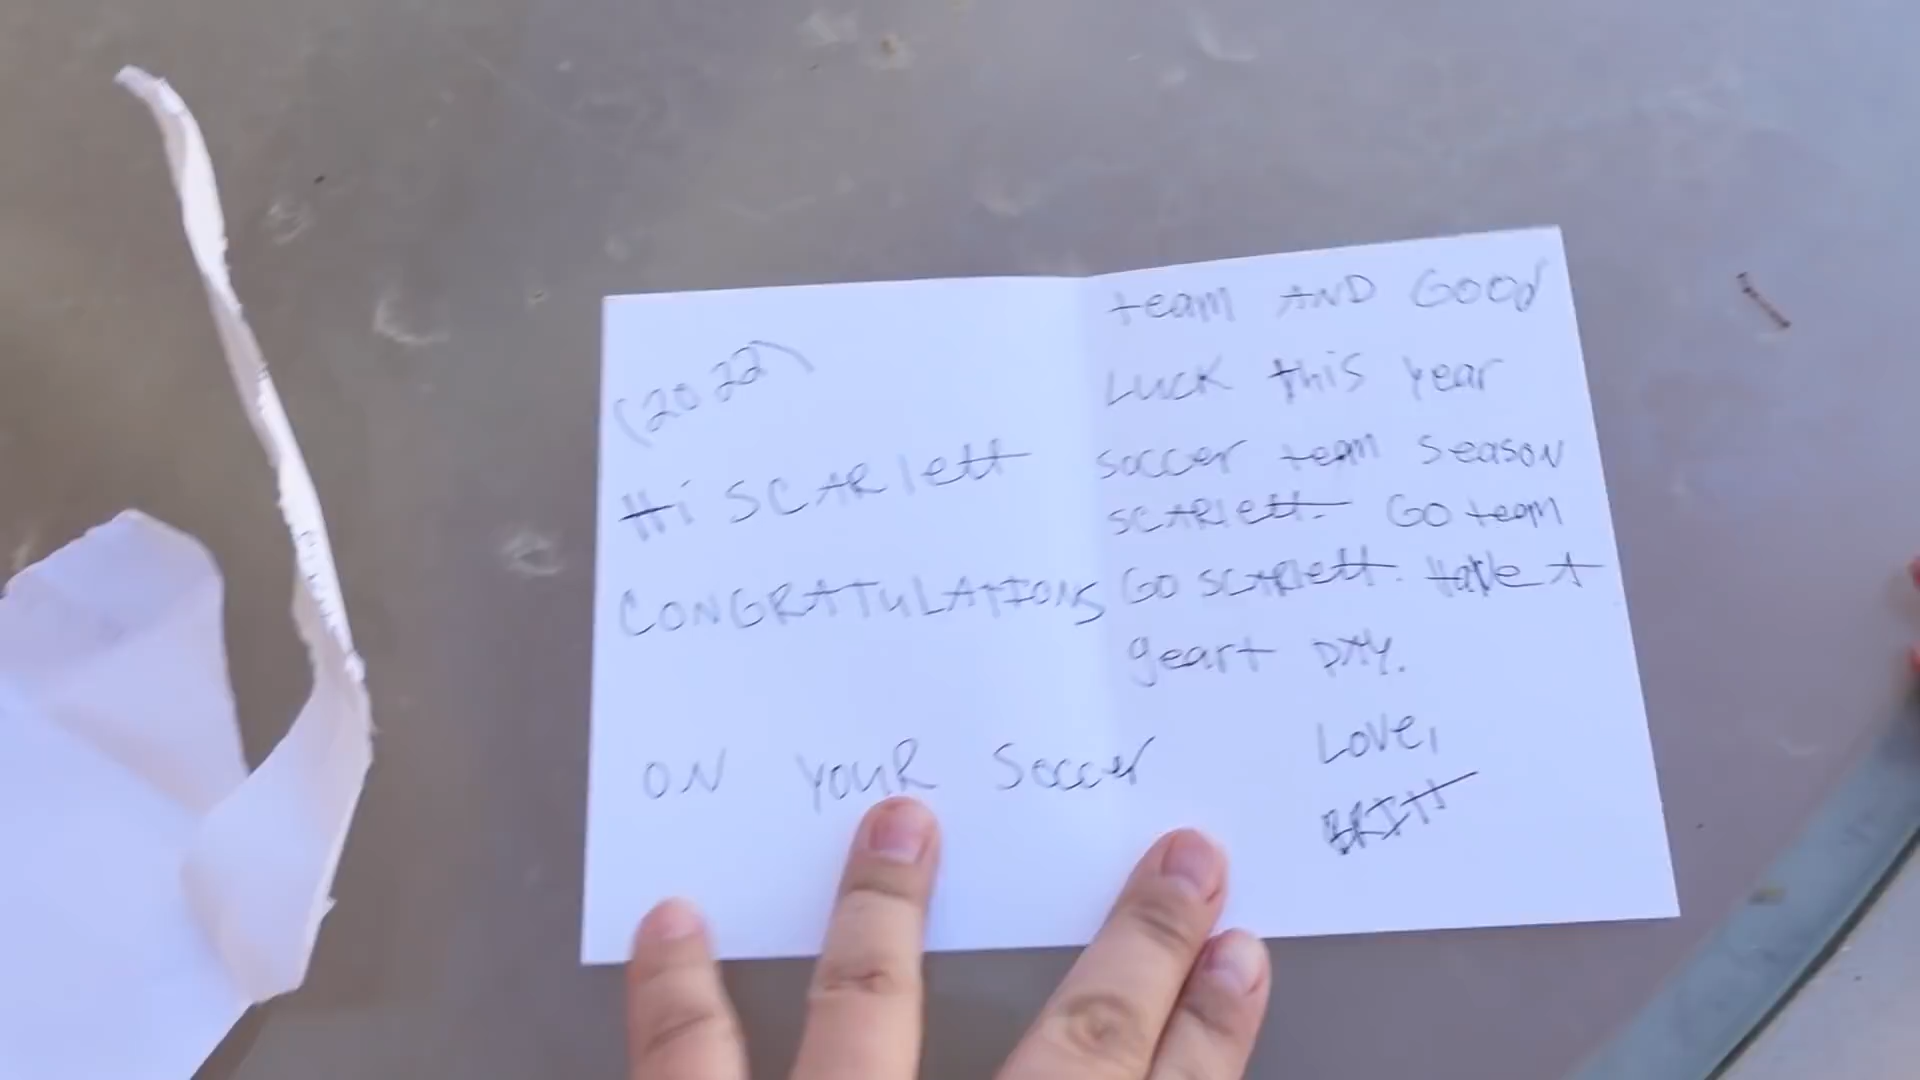 (2022)
Hi SCARlett
CONGRATuLATIONS
ON YOUR Soccer
team AND GOOd
LUCK this year
soccer team season
SCARlett. GO team
GO SCARlett. HAVE A
geart DAY.
Love,
BRITT